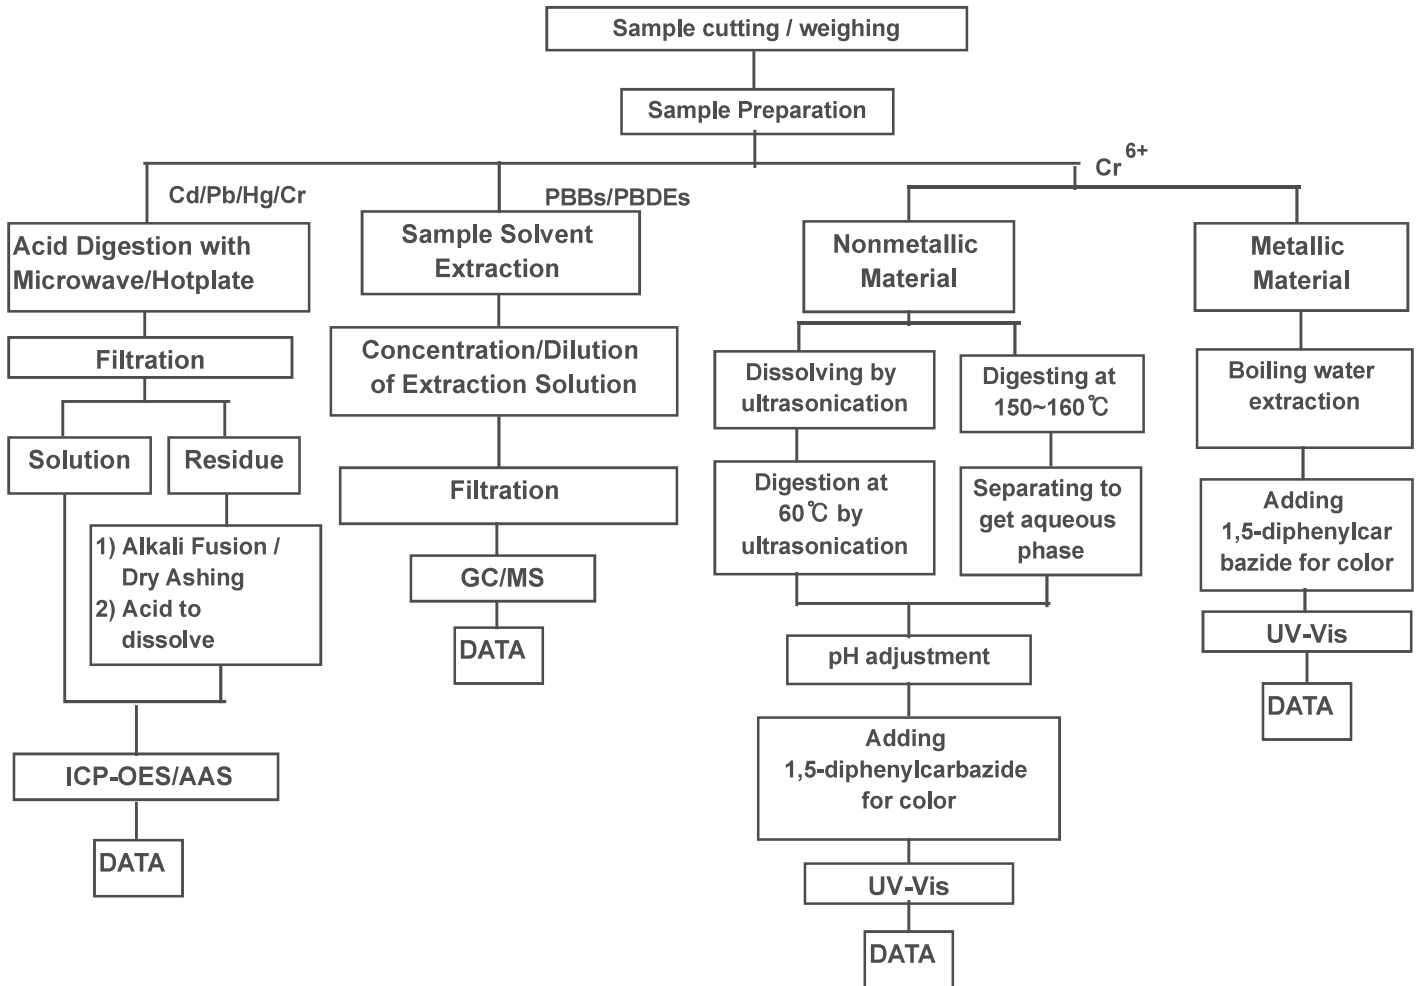 Sample cutting / weighing
Sample Preparation
Cd/Pb/Hg/Cr
PBBs/PBDEs
Cr 6+
Acid Digestion with
Microwave/Hotplate
Filtration
Solution
Residue
1) Alkali Fusion /
Dry Ashing
2) Acid to
dissolve
ICP-OES/AAS
DATA
Sample Solvent
Extraction
Concentration/Dilution
of Extraction Solution
Filtration
GC/MS
DATA
Nonmetallic
Material
Dissolving by
ultrasonication
Digestion at
60℃ by
ultrasonication
Digesting at
150~160℃
Separating to
get aqueous
phase
pH adjustment
Adding
1,5-diphenylcarbazide
for color
UV-Vis
DATA
Metallic
Material
Boiling water
extraction
Adding
1,5-diphenylcar
bazide for color
UV-Vis
DATA